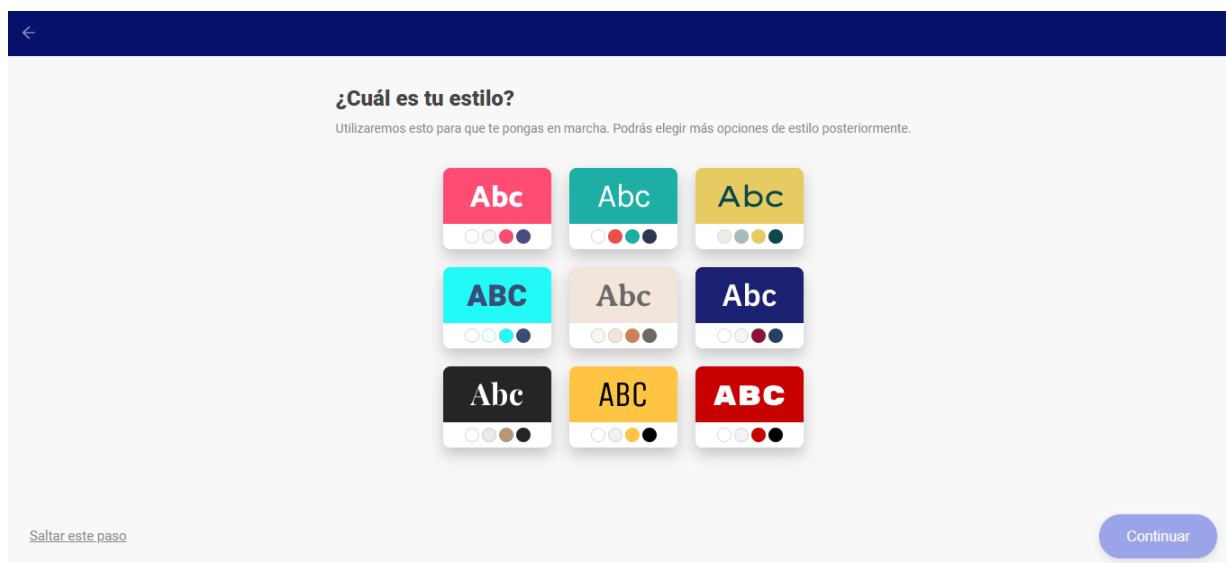 ¿Cuál es tu estilo?
Utilizaremos esto para que te pongas en marcha. Podrás elegir más opciones de estilo posteriormente.
Abc
Abc
Abc
ABC
Abc
Abc
Abc
ABC
ABC
Saltar este paso
Continuar